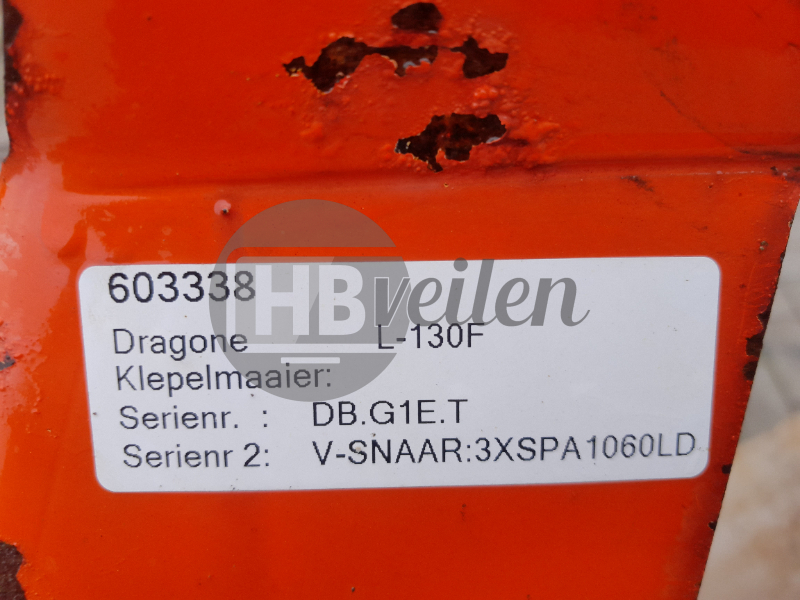 603338
HBveilen
Dragone L-130F
Klepelmaaier:
Serienr. : DB.G1E.T
Serienr 2: V-SNAAR:3XSPA1060LD